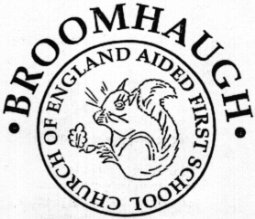 • BROOMHAUGH •
CHURCH OF ENGLAND AIDED FIRST SCHOOL